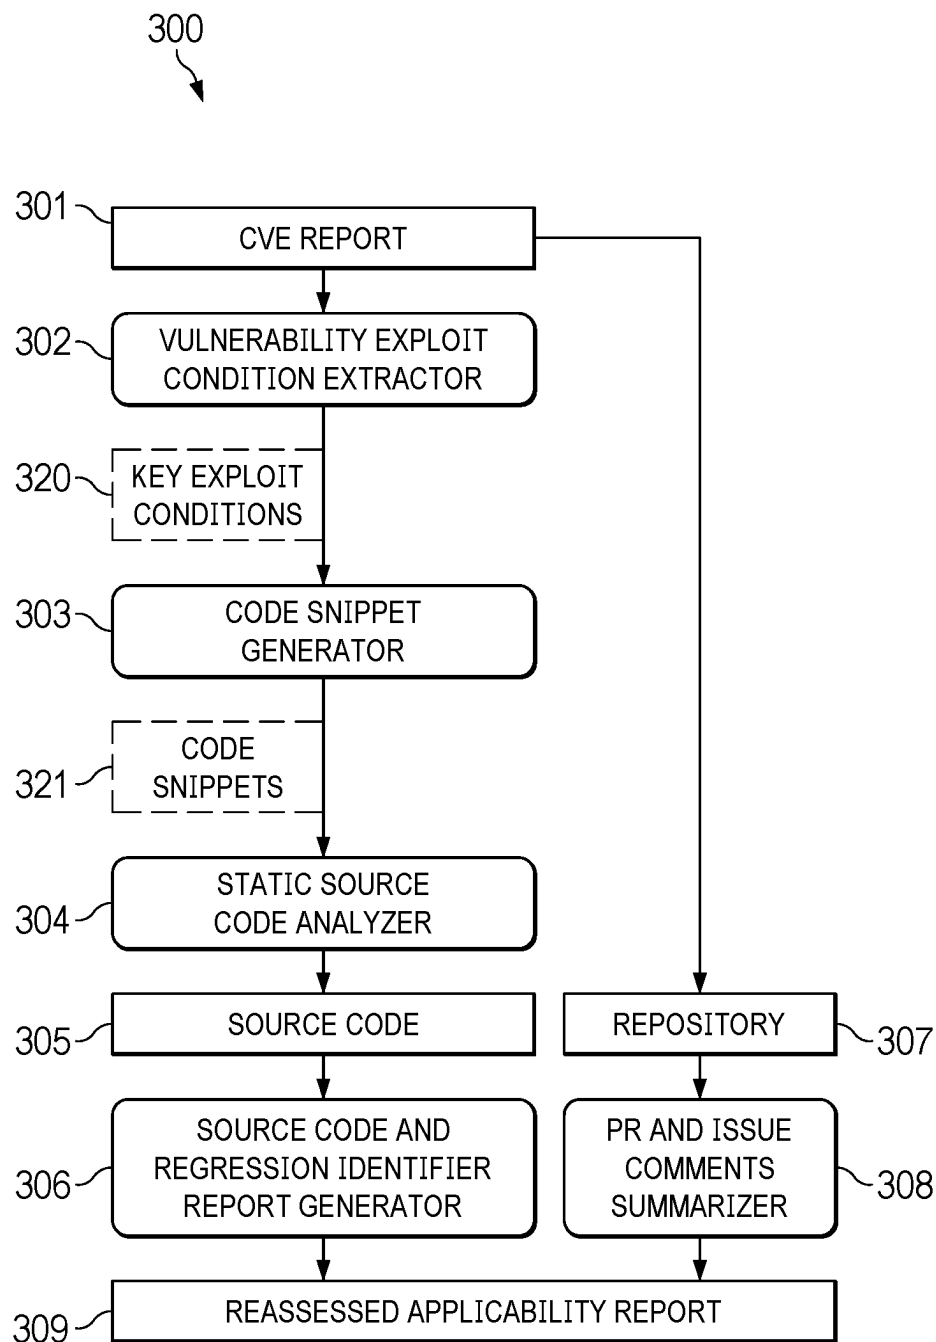 300
301
CVE REPORT
302
VULNERABILITY EXPLOIT
CONDITION EXTRACTOR
320
KEY EXPLOIT
CONDITIONS
303
CODE SNIPPET
GENERATOR
321
CODE
SNIPPETS
304
STATIC SOURCE
CODE ANALYZER
305
SOURCE CODE
REPOSITORY
307
306
SOURCE CODE AND
REGRESSION IDENTIFIER
REPORT GENERATOR
PR AND ISSUE
COMMENTS
SUMMARIZER
308
309
REASSESSED APPLICABILITY REPORT